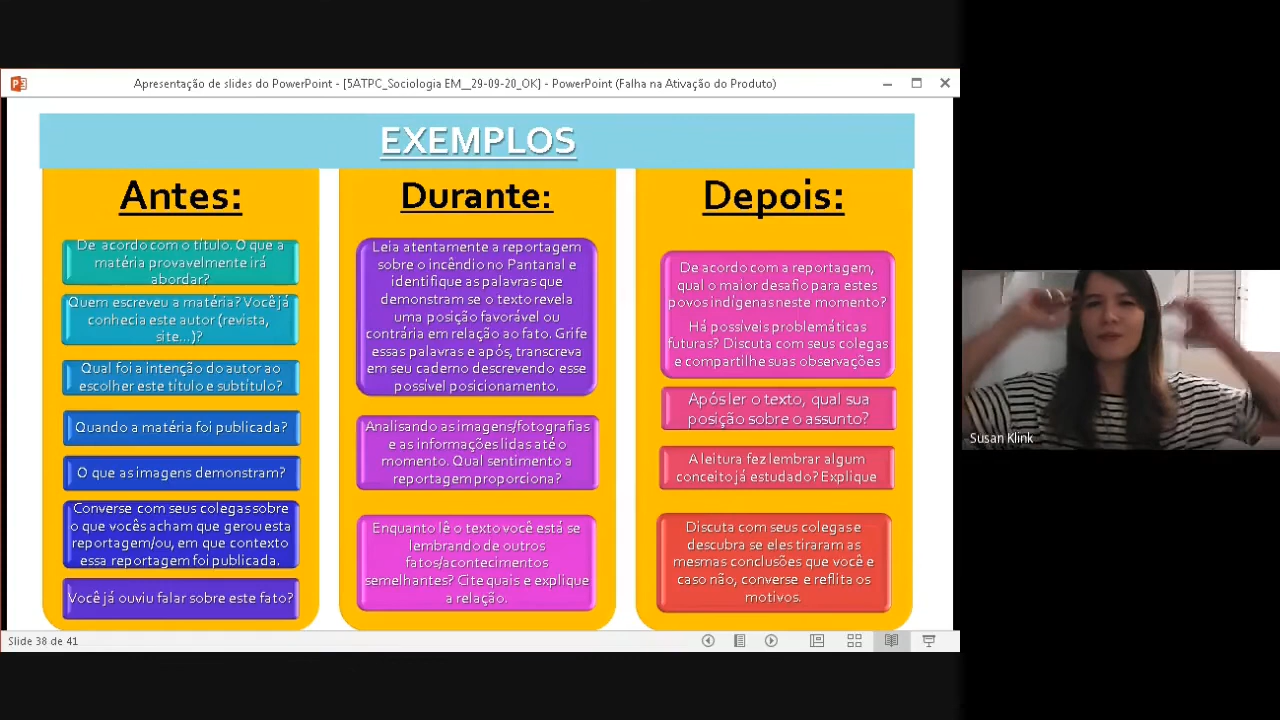 Apresentação de slides do PowerPoint - [5ATPC_Sociologia EM__29-09-20_OK] - PowerPoint (Falha na Ativação do Produto)
EXEMPLOS
Antes:
De acordo com o título. O que a
matéria provavelmente irá
abordar?
Quem escreveu a matéria? Você já
conhecia este autor (revista,
site...)?
Qual foi a intenção do autor ao
escolher este título e subtítulo?
Quando a matéria foi publicada?
O que as imagens demonstram?
Converse com seus colegas sobre
o que vocês acham que gerou esta
reportagem/ou, em que contexto
essa reportagem foi publicada.
Você já ouviu falar sobre este fato?
Durante:
Leia atentamente a reportagem
sobre o incêndio no Pantanal e
identifique as palavras que
demonstram se o texto revela
uma posição favorável ou
contrária em relação ao fato. Grife
essas palavras e após, transcreva
em seu caderno descrevendo esse
possível posicionamento.
Analisando as imagens/fotografias
e as informações lidas até o
momento. Qual sentimento a
reportagem proporciona?
Enquanto lê o texto você está se
lembrando de outros
fatos/acontecimentos
semelhantes? Cite quais e explique
a relação.
Depois:
De acordo com a reportagem,
qual o maior desafio para estes
povos indígenas neste momento?
Há possíveis problemáticas
futuras? Discuta com seus colegas
e compartilhe suas observações
Após ler o texto, qual sua
posição sobre o assunto?
A leitura fez lembrar algum
conceito já estudado? Explique
Discuta com seus colegas e
descubra se eles tiraram as
mesmas conclusões que você e
caso não, converse e reflita os
motivos.
Slide 38 de 41
Susan Klink